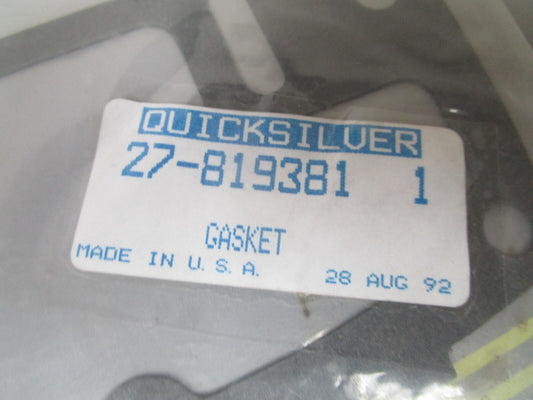 QUICKSILVER
27-819381 1
GASKET
MADE IN U.S.A. 28 AUG 92